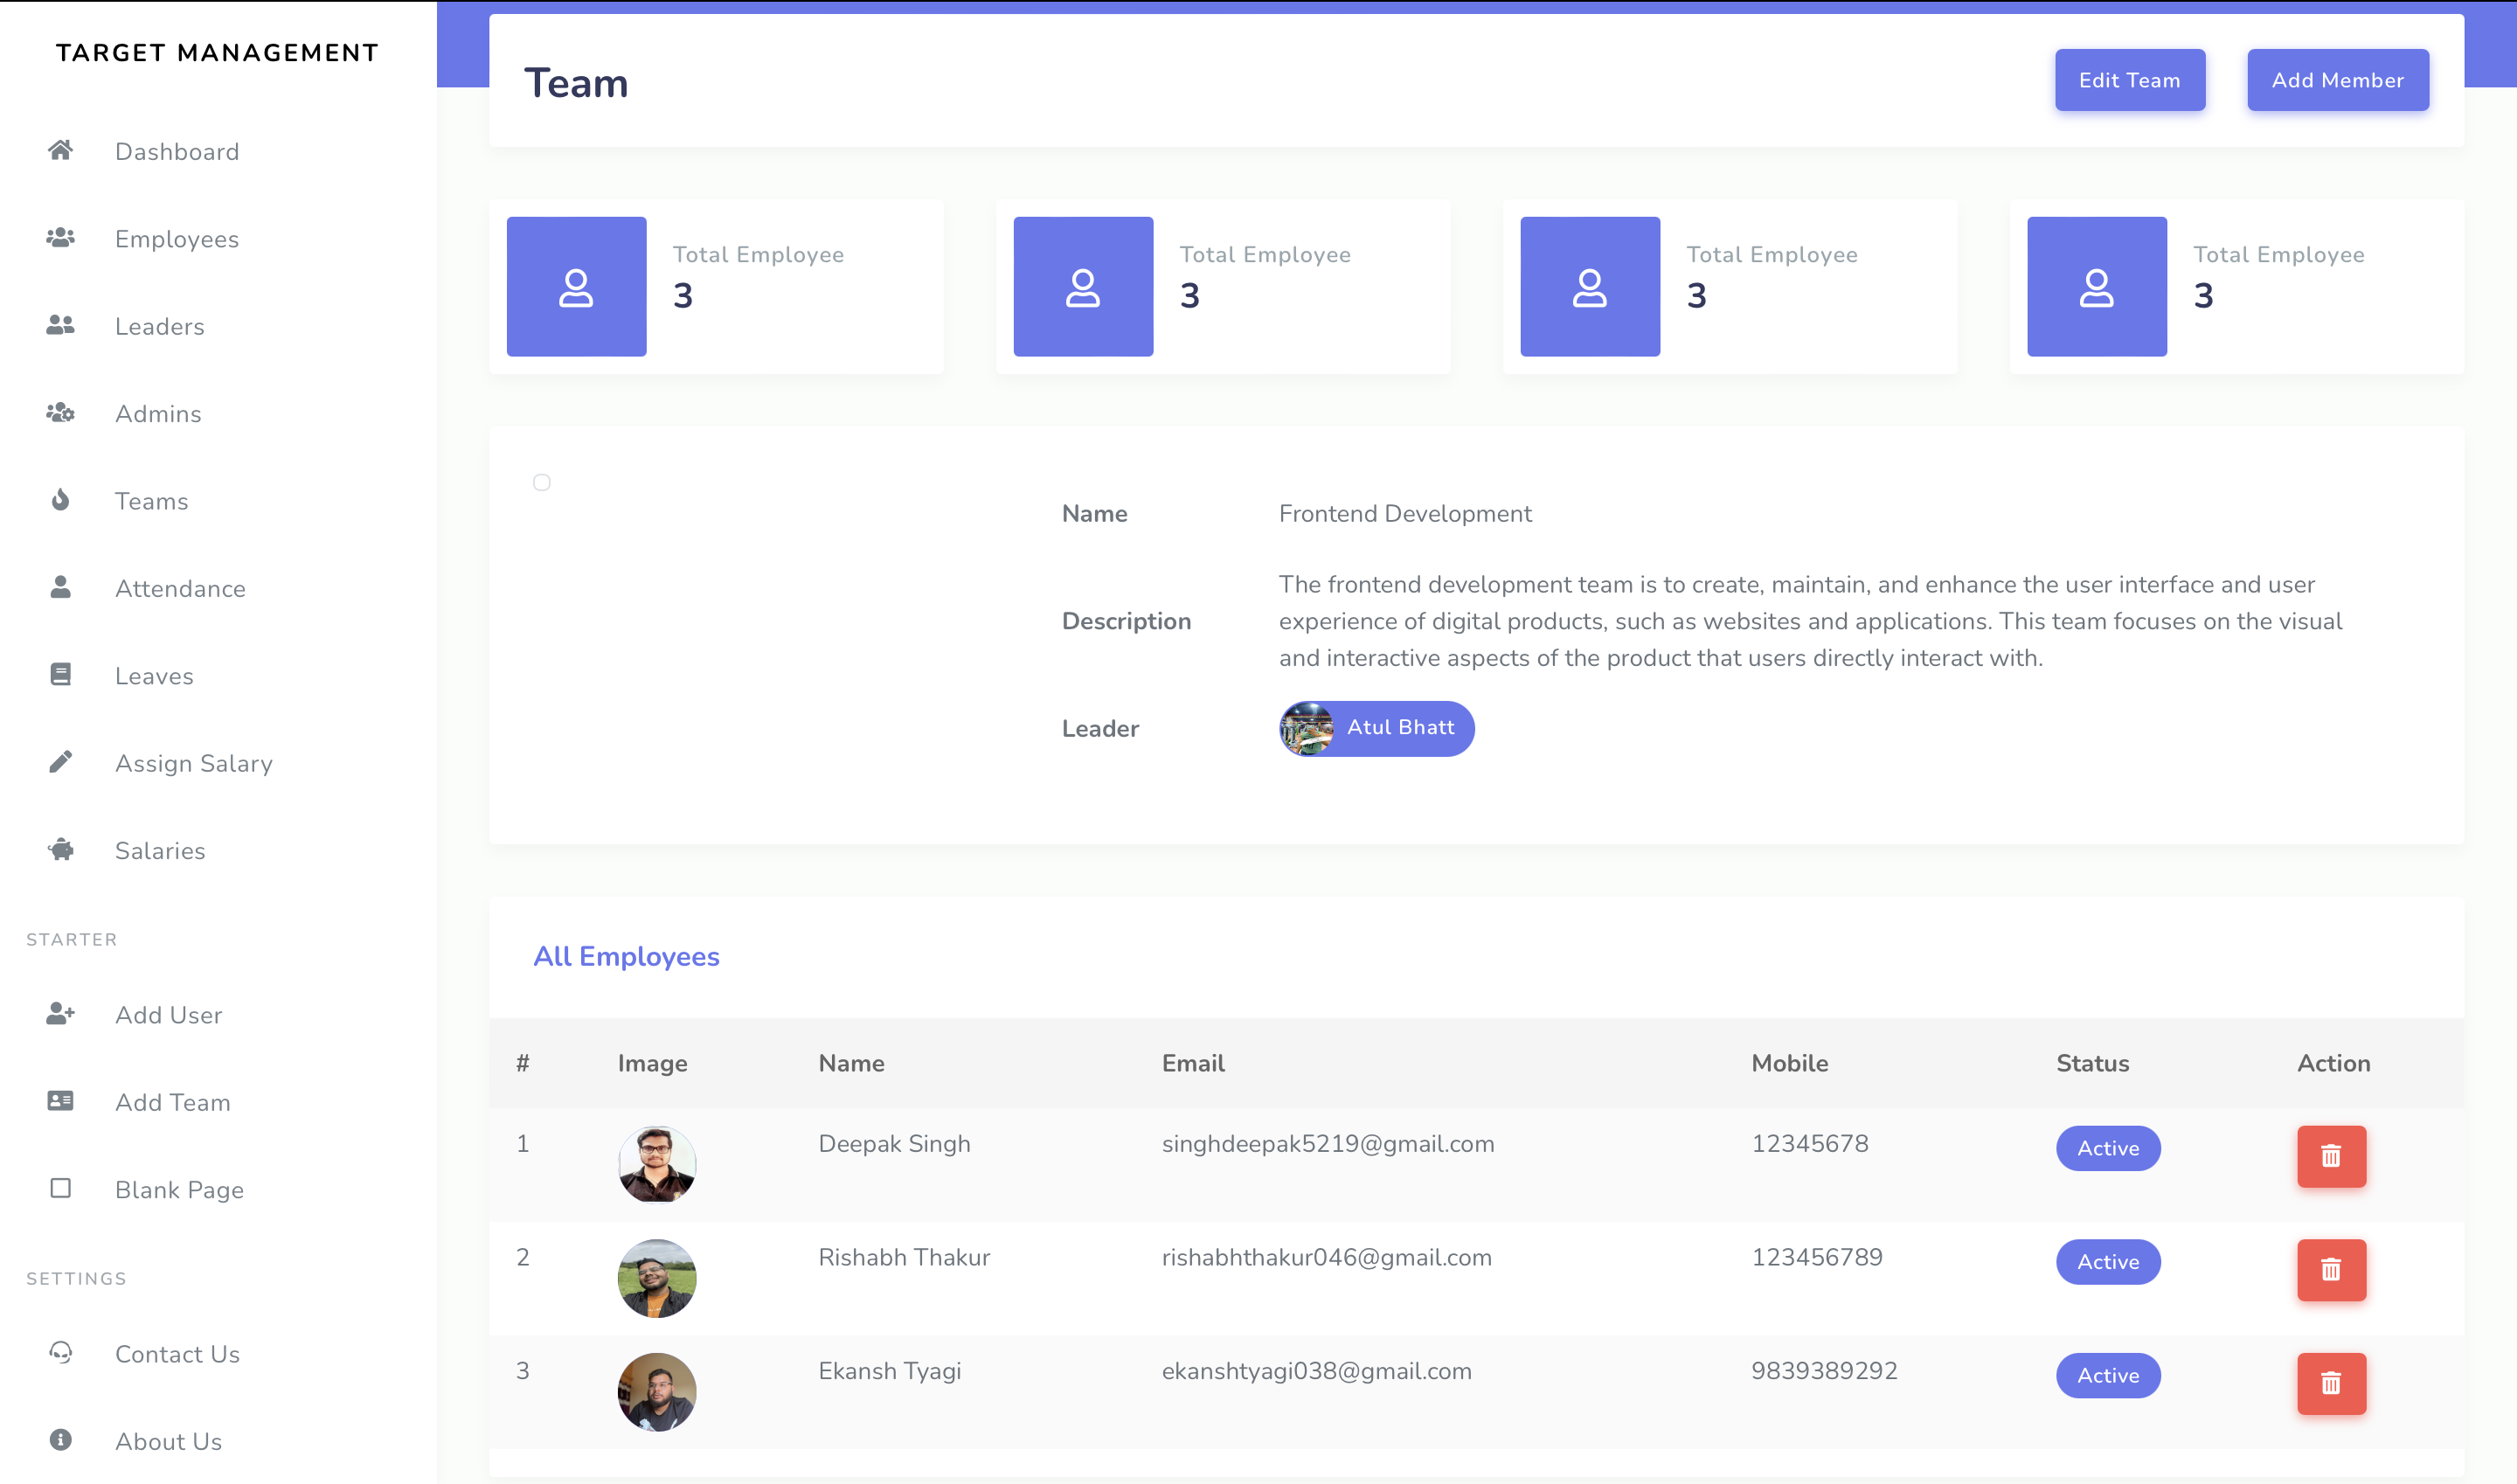 TARGET MANAGEMENT
Dashboard
Employees
Leaders
Admins
Teams
Attendance
Leaves
Assign Salary
Salaries
STARTER
Add User
Add Team
Blank Page
SETTINGS
Contact Us
About Us
Team
Edit Team
Add Member
Total Employee
3
Total Employee
3
Total Employee
3
Total Employee
3
Name Frontend Development
Description
The frontend development team is to create, maintain, and enhance the user interface and user
experience of digital products, such as websites and applications. This team focuses on the visual
and interactive aspects of the product that users directly interact with.
Leader Atul Bhatt
All Employees
# Image Name Email Mobile Status Action
1 Deepak Singh singhdeepak5219@gmail.com 12345678 Active
2 Rishabh Thakur rishabhthakur046@gmail.com 123456789 Active
3 Ekansh Tyagi ekanshtyagi038@gmail.com 9839389292 Active